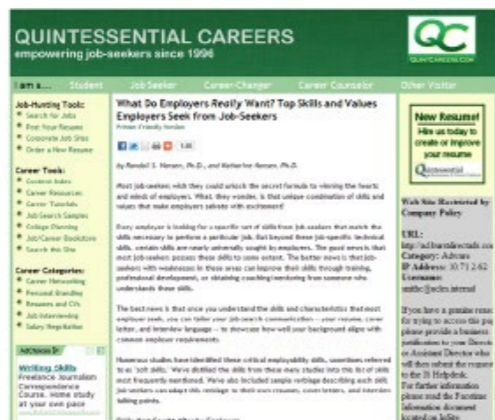 QUINTESSENTIAL CAREERS
empowering job-seekers since 1996
QC
QUINTCAREERS.COM
I am a... Student Job Seeker Career Changer Career Counselor Other Visitor
Job-Hunting Tools:
Search for Jobs
Post Your Resume
Corporate Job Sites
Order a New Resume
Career Tools:
Content Index
Career Resources
Career Tutorials
Job Search Samples
College Planning
Job/Career Bookstore
Search this Site
Career Categories:
Career Networking
Personal Branding
Resumes and CVs
Job Interviewing
Salary Negotiation
AdChoices
Writing Skills
Freelance Journalism
Correspondence
Course. Home study
at your own pace
What Do Employers Really Want? Top Skills and Values
Employers Seek from Job-Seekers
Printer-Friendly Version
by Randall S. Hansen, Ph.D., and Katharine Hansen, Ph.D.
Most job-seekers wish they could unlock the secret formula to winning the hearts
and minds of employers. What, they wonder, is that unique combination of skills and
values that make employers salivate with excitement?
Every employer is looking for a specific set of skills from job-seekers that match the
skills necessary to perform a particular job. But beyond these job-specific technical
skills, certain skills are nearly universally sought by employers. The good news is that
most job-seekers possess these skills to some extent. The better news is that job-
seekers with weaknesses in these areas can improve their skills through training,
professional development, or obtaining coaching/mentoring from someone who
understands these skills.
The best news is that once you understand the skills and characteristics that most
employers seek, you can tailor your job-search communication -- your resume, cover
letter, and interview language -- to showcase how well your background aligns with
common employer requirements.
Numerous studies have identified these critical employability skills, sometimes referred
to as "soft skills." We've distilled the skills from these many studies into this list of skills
most frequently mentioned. We've also included sample verbiage describing each skill;
job-seekers can adapt this verbiage to their own resumes, cover letters, and interview
talking points.
New Resume!
Hire us today to
create or improve
your resume
Quintessential
Web Site Restricted by
Company Policy
URL:
Category: Adware
IP Address: 10.71.2.62
Username:
If you have a genuine reason
for trying to access this page
please provide a business
justification to your Director
or Assistant Director who
will then submit the request
to the IS Helpdesk.
For further information
please read the Facetime
information document
located on InSite